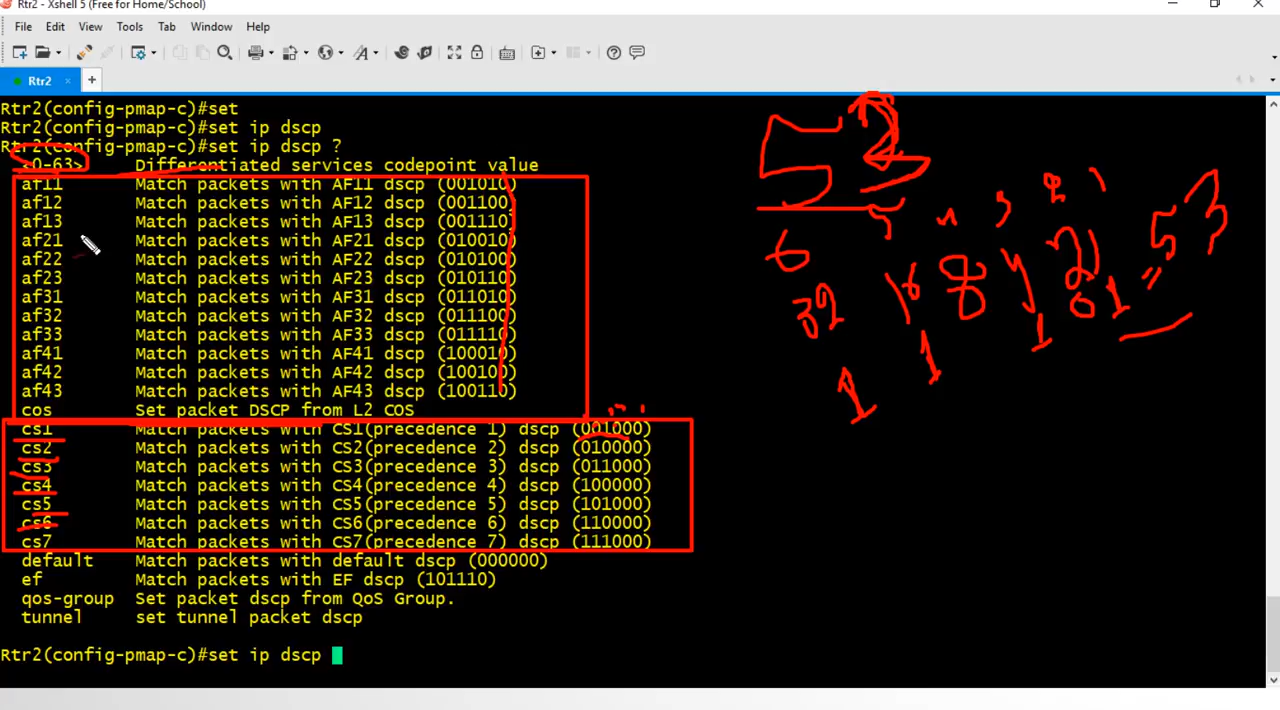 Rtr2 - Xshell 5 (Free for Home/School)
File Edit View Tools Tab Window Help
Rtr2
Rtr2(config-pmap-c)#set
Rtr2(config-pmap-c)#set ip dscp
Rtr2(config-pmap-c)#set ip dscp ?
<0-63> Differentiated services codepoint value
af11 Match packets with AF11 dscp (001010)
af12 Match packets with AF12 dscp (001100)
af13 Match packets with AF13 dscp (001110)
af21 Match packets with AF21 dscp (010010)
af22 Match packets with AF22 dscp (010100)
af23 Match packets with AF23 dscp (010110)
af31 Match packets with AF31 dscp (011010)
af32 Match packets with AF32 dscp (011100)
af33 Match packets with AF33 dscp (011110)
af41 Match packets with AF41 dscp (100010)
af42 Match packets with AF42 dscp (100100)
af43 Match packets with AF43 dscp (100110)
cos Set packet DSCP from L2 COS
cs1 Match packets with CS1(precedence 1) dscp (001000)
cs2 Match packets with CS2(precedence 2) dscp (010000)
cs3 Match packets with CS3(precedence 3) dscp (011000)
cs4 Match packets with CS4(precedence 4) dscp (100000)
cs5 Match packets with CS5(precedence 5) dscp (101000)
cs6 Match packets with CS6(precedence 6) dscp (110000)
cs7 Match packets with CS7(precedence 7) dscp (111000)
default Match packets with default dscp (000000)
ef Match packets with EF dscp (101110)
qos-group Set packet dscp from QoS Group.
tunnel set tunnel packet dscp
Rtr2(config-pmap-c)#set ip dscp
52
6 5 4 3 2 1
32 16 8 4 2 1 = 53
1 1 1 0 1